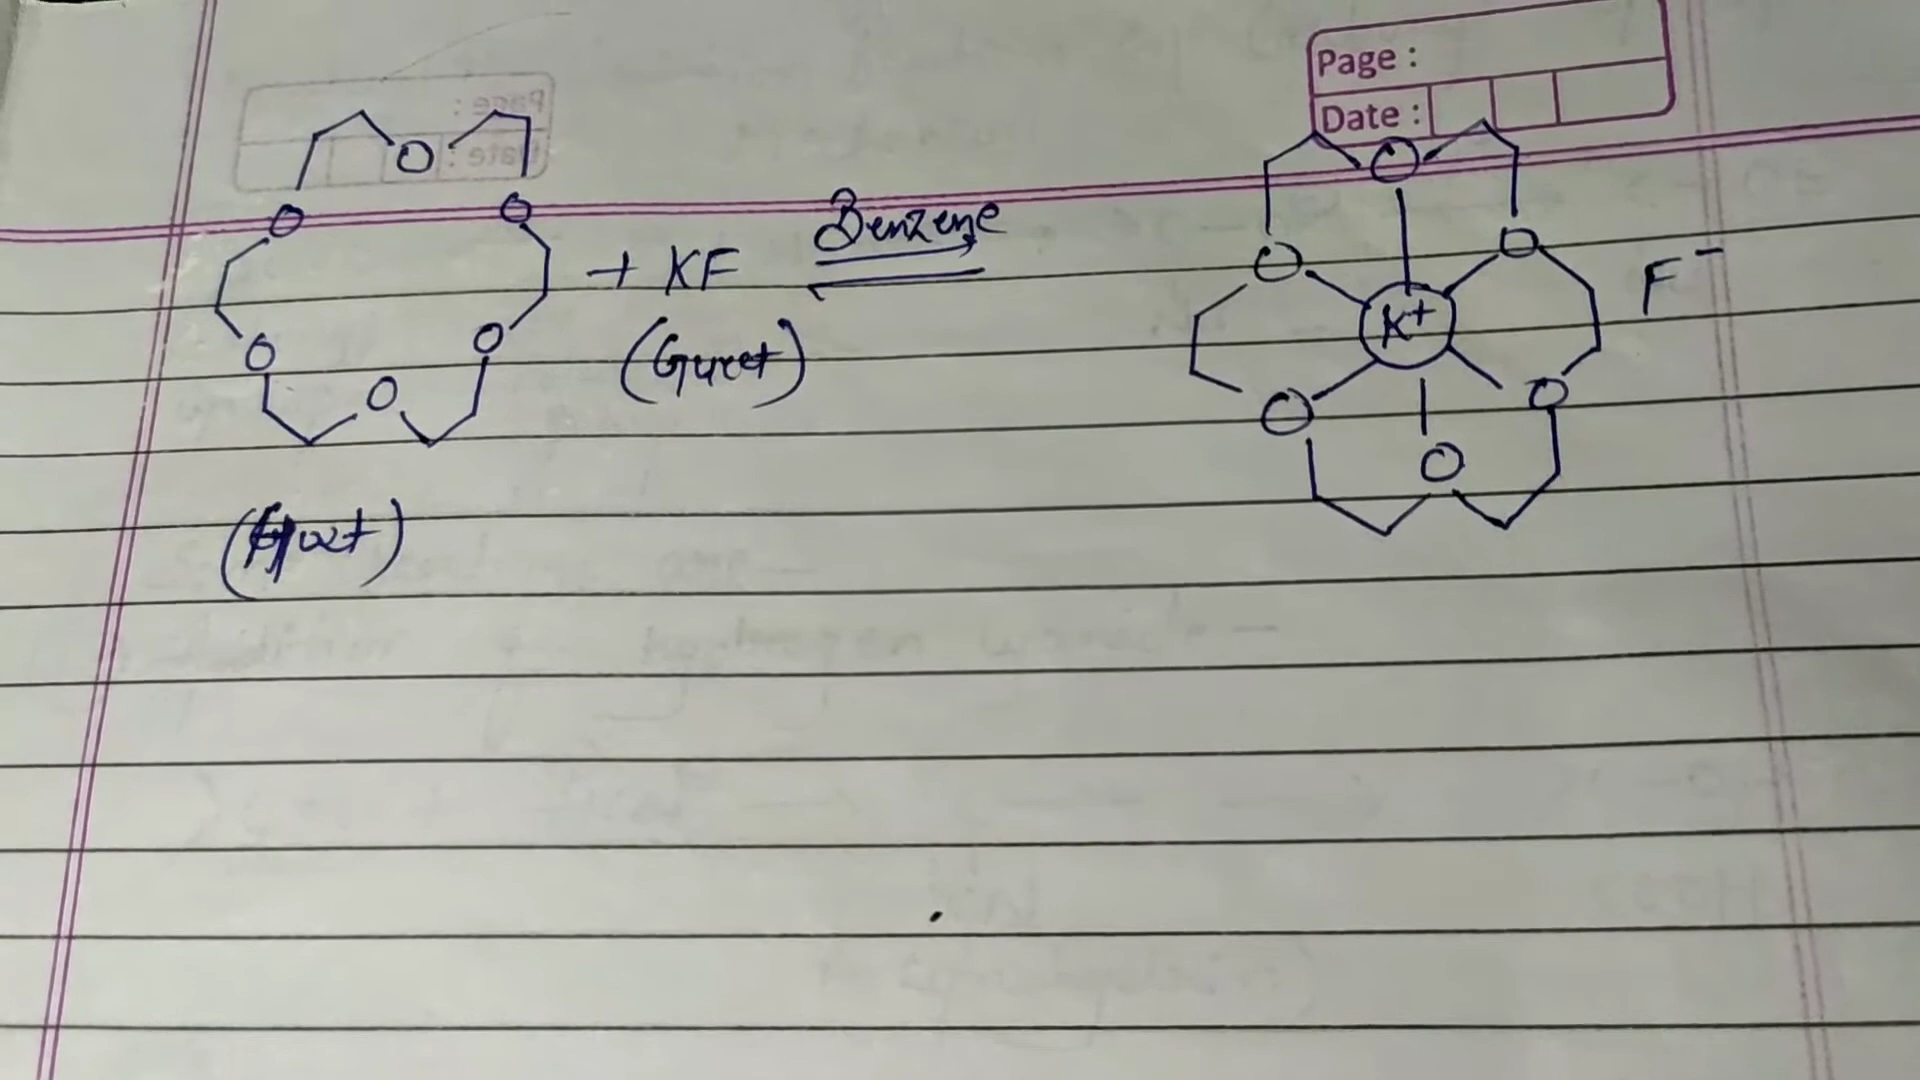 Page :
Date :
O
O
O
O
O
O
+ KF
(Guest)
(Host)
Benzene
O
O
O
K+
O
O
O
F⁻